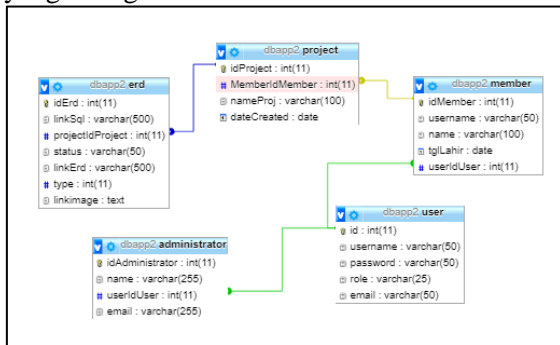 dbapp2 project
idProject : int(11)
MemberIdMember : int(11)
nameProj : varchar(100)
dateCreated : date
dbapp2 erd
idErd : int(11)
linkSql : varchar(500)
projectIdProject : int(11)
status : varchar(50)
linkErd : varchar(500)
type : int(11)
linkimage : text
dbapp2 member
idMember : int(11)
username : varchar(50)
name : varchar(100)
tglLahir : date
userIdUser : int(11)
dbapp2 user
id : int(11)
username : varchar(50)
password : varchar(50)
role : varchar(25)
email : varchar(50)
dbapp2 administrator
idAdministrator : int(11)
name : varchar(255)
userIdUser : int(11)
email : varchar(255)